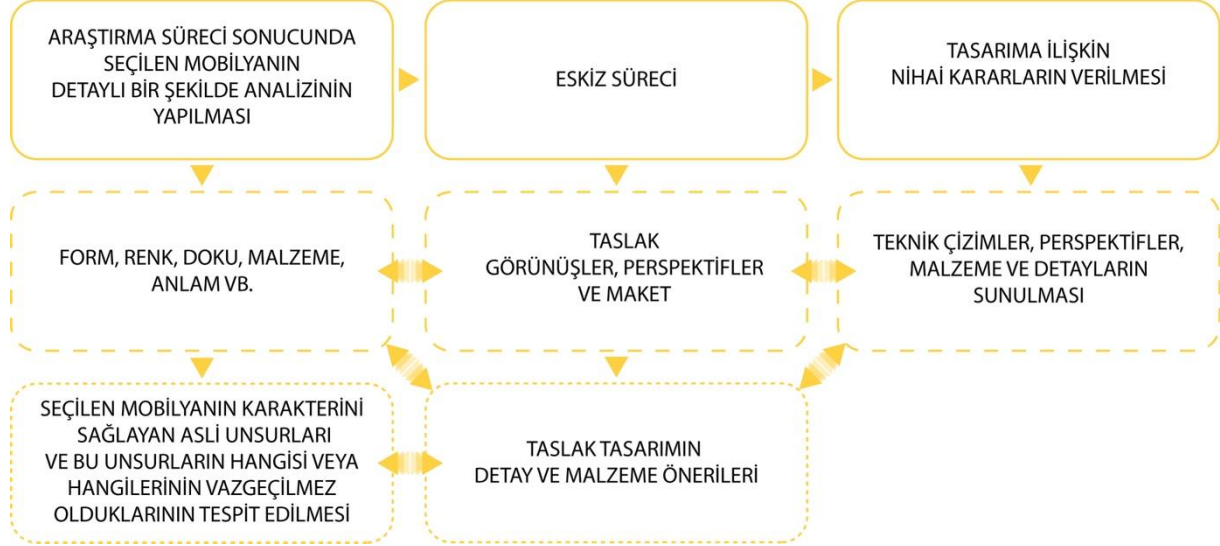 ARAŞTIRMA SÜRECİ SONUCUNDA
SEÇİLEN MOBİLYANIN
DETAYLI BİR ŞEKİLDE ANALİZİNİN
YAPILMASI
ESKİZ SÜRECİ
TASARIMA İLİŞKİN
NİHAİ KARARLARIN VERİLMESİ
FORM, RENK, DOKU, MALZEME,
ANLAM VB.
TASLAK
GÖRÜNÜŞLER, PERSPEKTİFLER
VE MAKET
TEKNİK ÇİZİMLER, PERSPEKTİFLER,
MALZEME VE DETAYLARIN
SUNULMASI
SEÇİLEN MOBİLYANIN KARAKTERİNİ
SAĞLAYAN ASLİ UNSURLARI
VE BU UNSURLARIN HANGİSİ VEYA
HANGİLERİNİN VAZGEÇİLMEZ
OLDUKLARININ TESPİT EDİLMESİ
TASLAK TASARIMIN
DETAY VE MALZEME ÖNERİLERİ